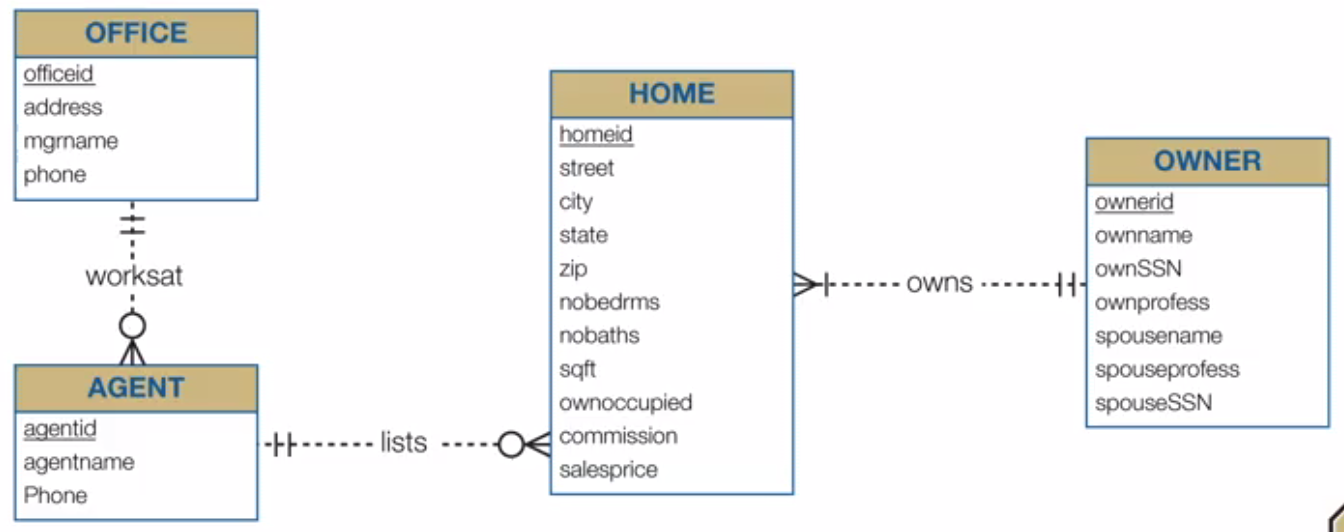 OFFICE
officeid
address
mgrname
phone
worksat
AGENT
agentid
agentname
Phone
lists
HOME
homeid
street
city
state
zip
nobedrms
nobaths
sqft
ownoccupied
commission
salesprice
owns
OWNER
ownerid
ownname
ownSSN
ownprofess
spousename
spouseprofess
spouseSSN